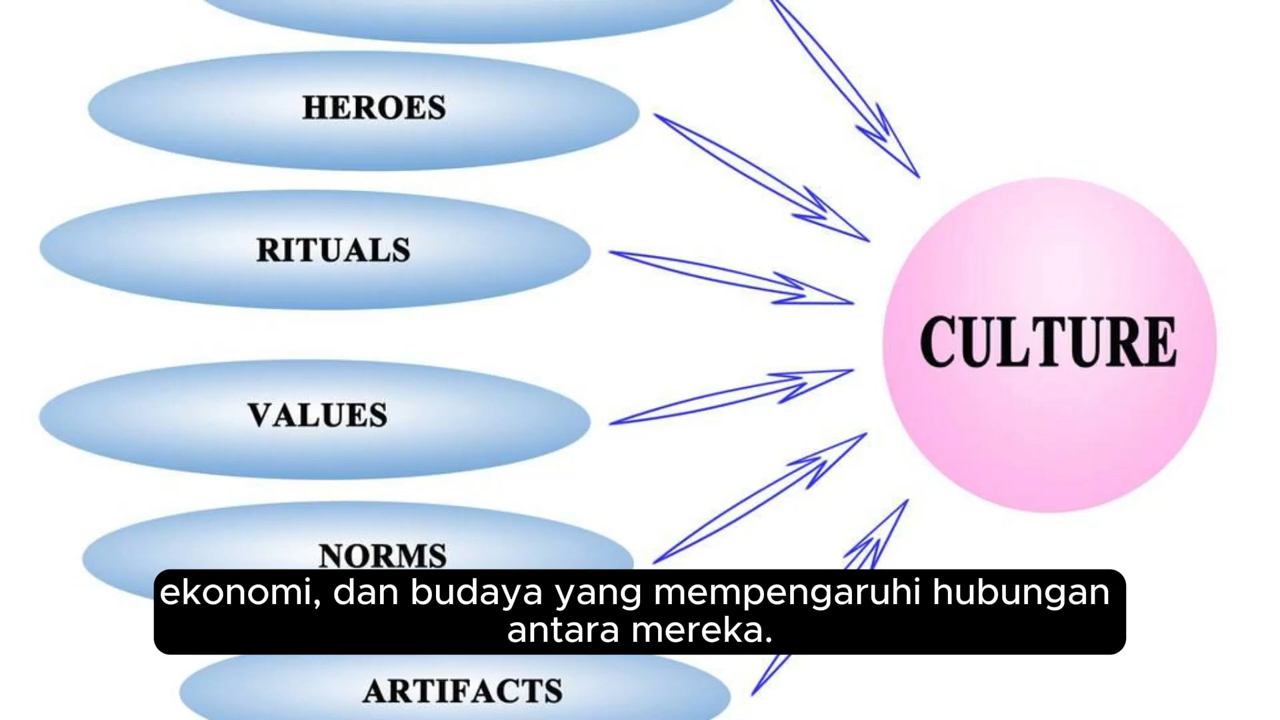 HEROES
RITUALS
CULTURE
VALUES
NORMS
ekonomi, dan budaya yang mempengaruhi hubungan
antara mereka.
ARTIFACTS